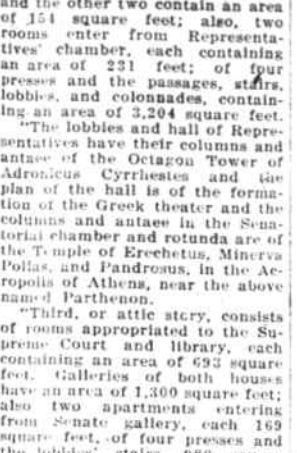 and the other two contain an area
of 154 square feet; also, two
rooms enter from Representa-
tives' chamber, each containing
an area of 231 feet; of four
presses and the passages, stairs,
lobbies, and colonnades, contain-
ing an area of 3,204 square feet.
"The lobbies and hall of Repre-
sentatives have their columns and
antae of the Octagon Tower of
Adronicus Cyrrhestes and the
plan of the hall is of the forma-
tion of the Greek theater and the
columns and antaee in the Sena-
torial chamber and rotunda are of
the Temple of Erechetus, Minerva
Polias, and Pandrosus, in the Ac-
ropolis of Athens, near the above
named Parthenon.
"Third, or attic story, consists
of rooms appropriated to the Su-
preme Court and library, each
containing an area of 693 square
feet. Galleries of both houses
have an area of 1,300 square feet;
also two apartments entering
from Senate gallery, each 169
square feet, of four presses and
the lobbies' stairs,